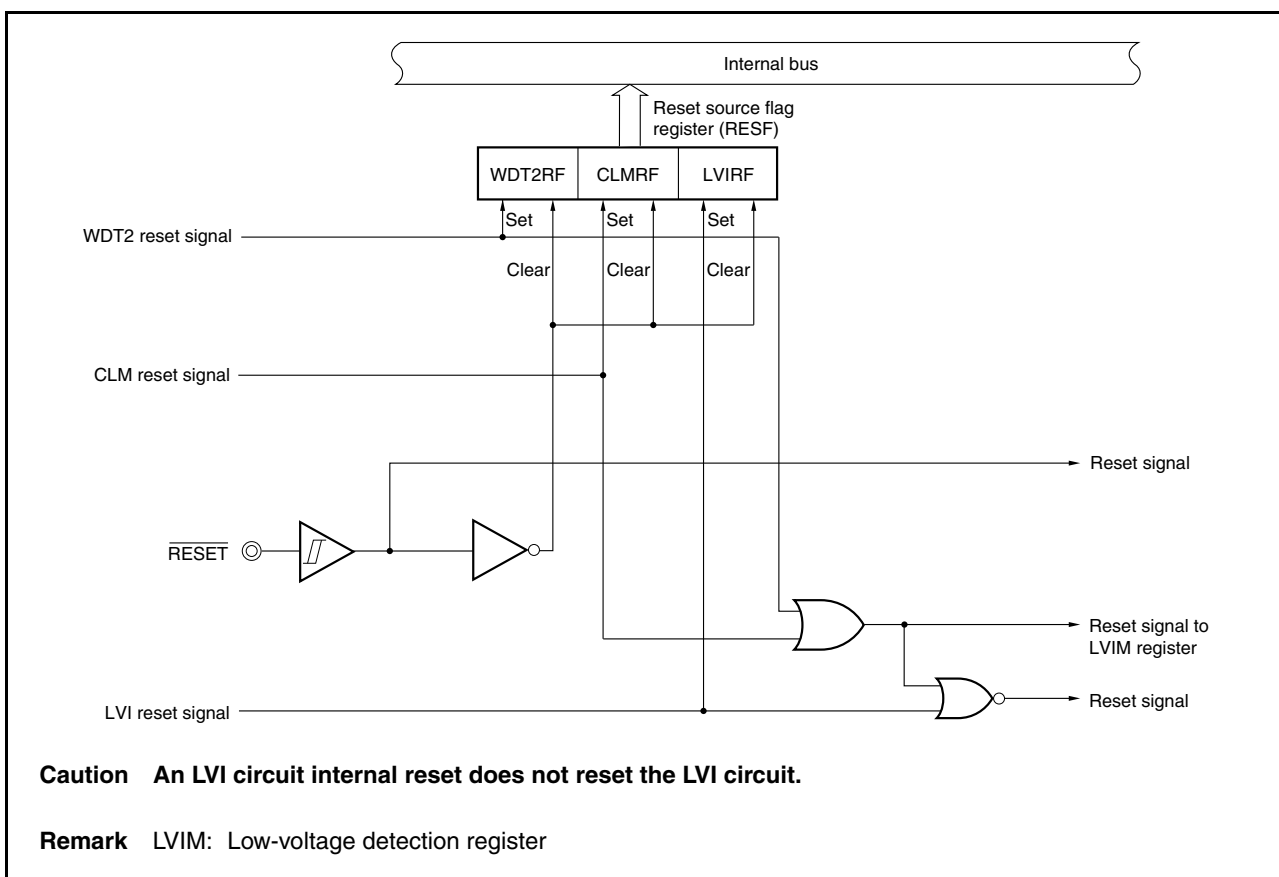 Internal bus
Reset source flag
register (RESF)
WDT2RF CLMRF LVIRF
Set Set Set
WDT2 reset signal
Clear Clear Clear
CLM reset signal
Reset signal
RESET
Reset signal to
LVIM register
Reset signal
LVI reset signal
Caution An LVI circuit internal reset does not reset the LVI circuit.
Remark LVIM: Low-voltage detection register